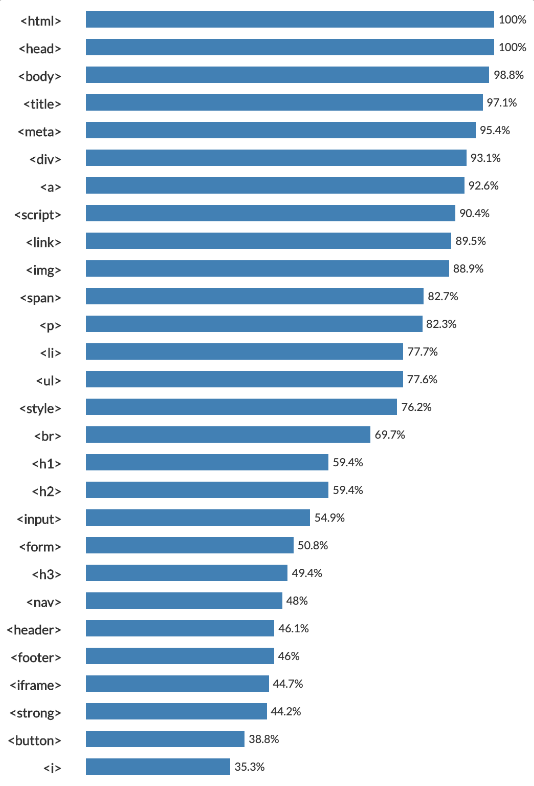 <html> 100%
<head> 100%
<body> 98.8%
<title> 97.1%
<meta> 95.4%
<div> 93.1%
<a> 92.6%
<script> 90.4%
<link> 89.5%
<img> 88.9%
<span> 82.7%
<p> 82.3%
<li> 77.7%
<ul> 77.6%
<style> 76.2%
<br> 69.7%
<h1> 59.4%
<h2> 59.4%
<input> 54.9%
<form> 50.8%
<h3> 49.4%
<nav> 48%
<header> 46.1%
<footer> 46%
<iframe> 44.7%
<strong> 44.2%
<button> 38.8%
<i> 35.3%